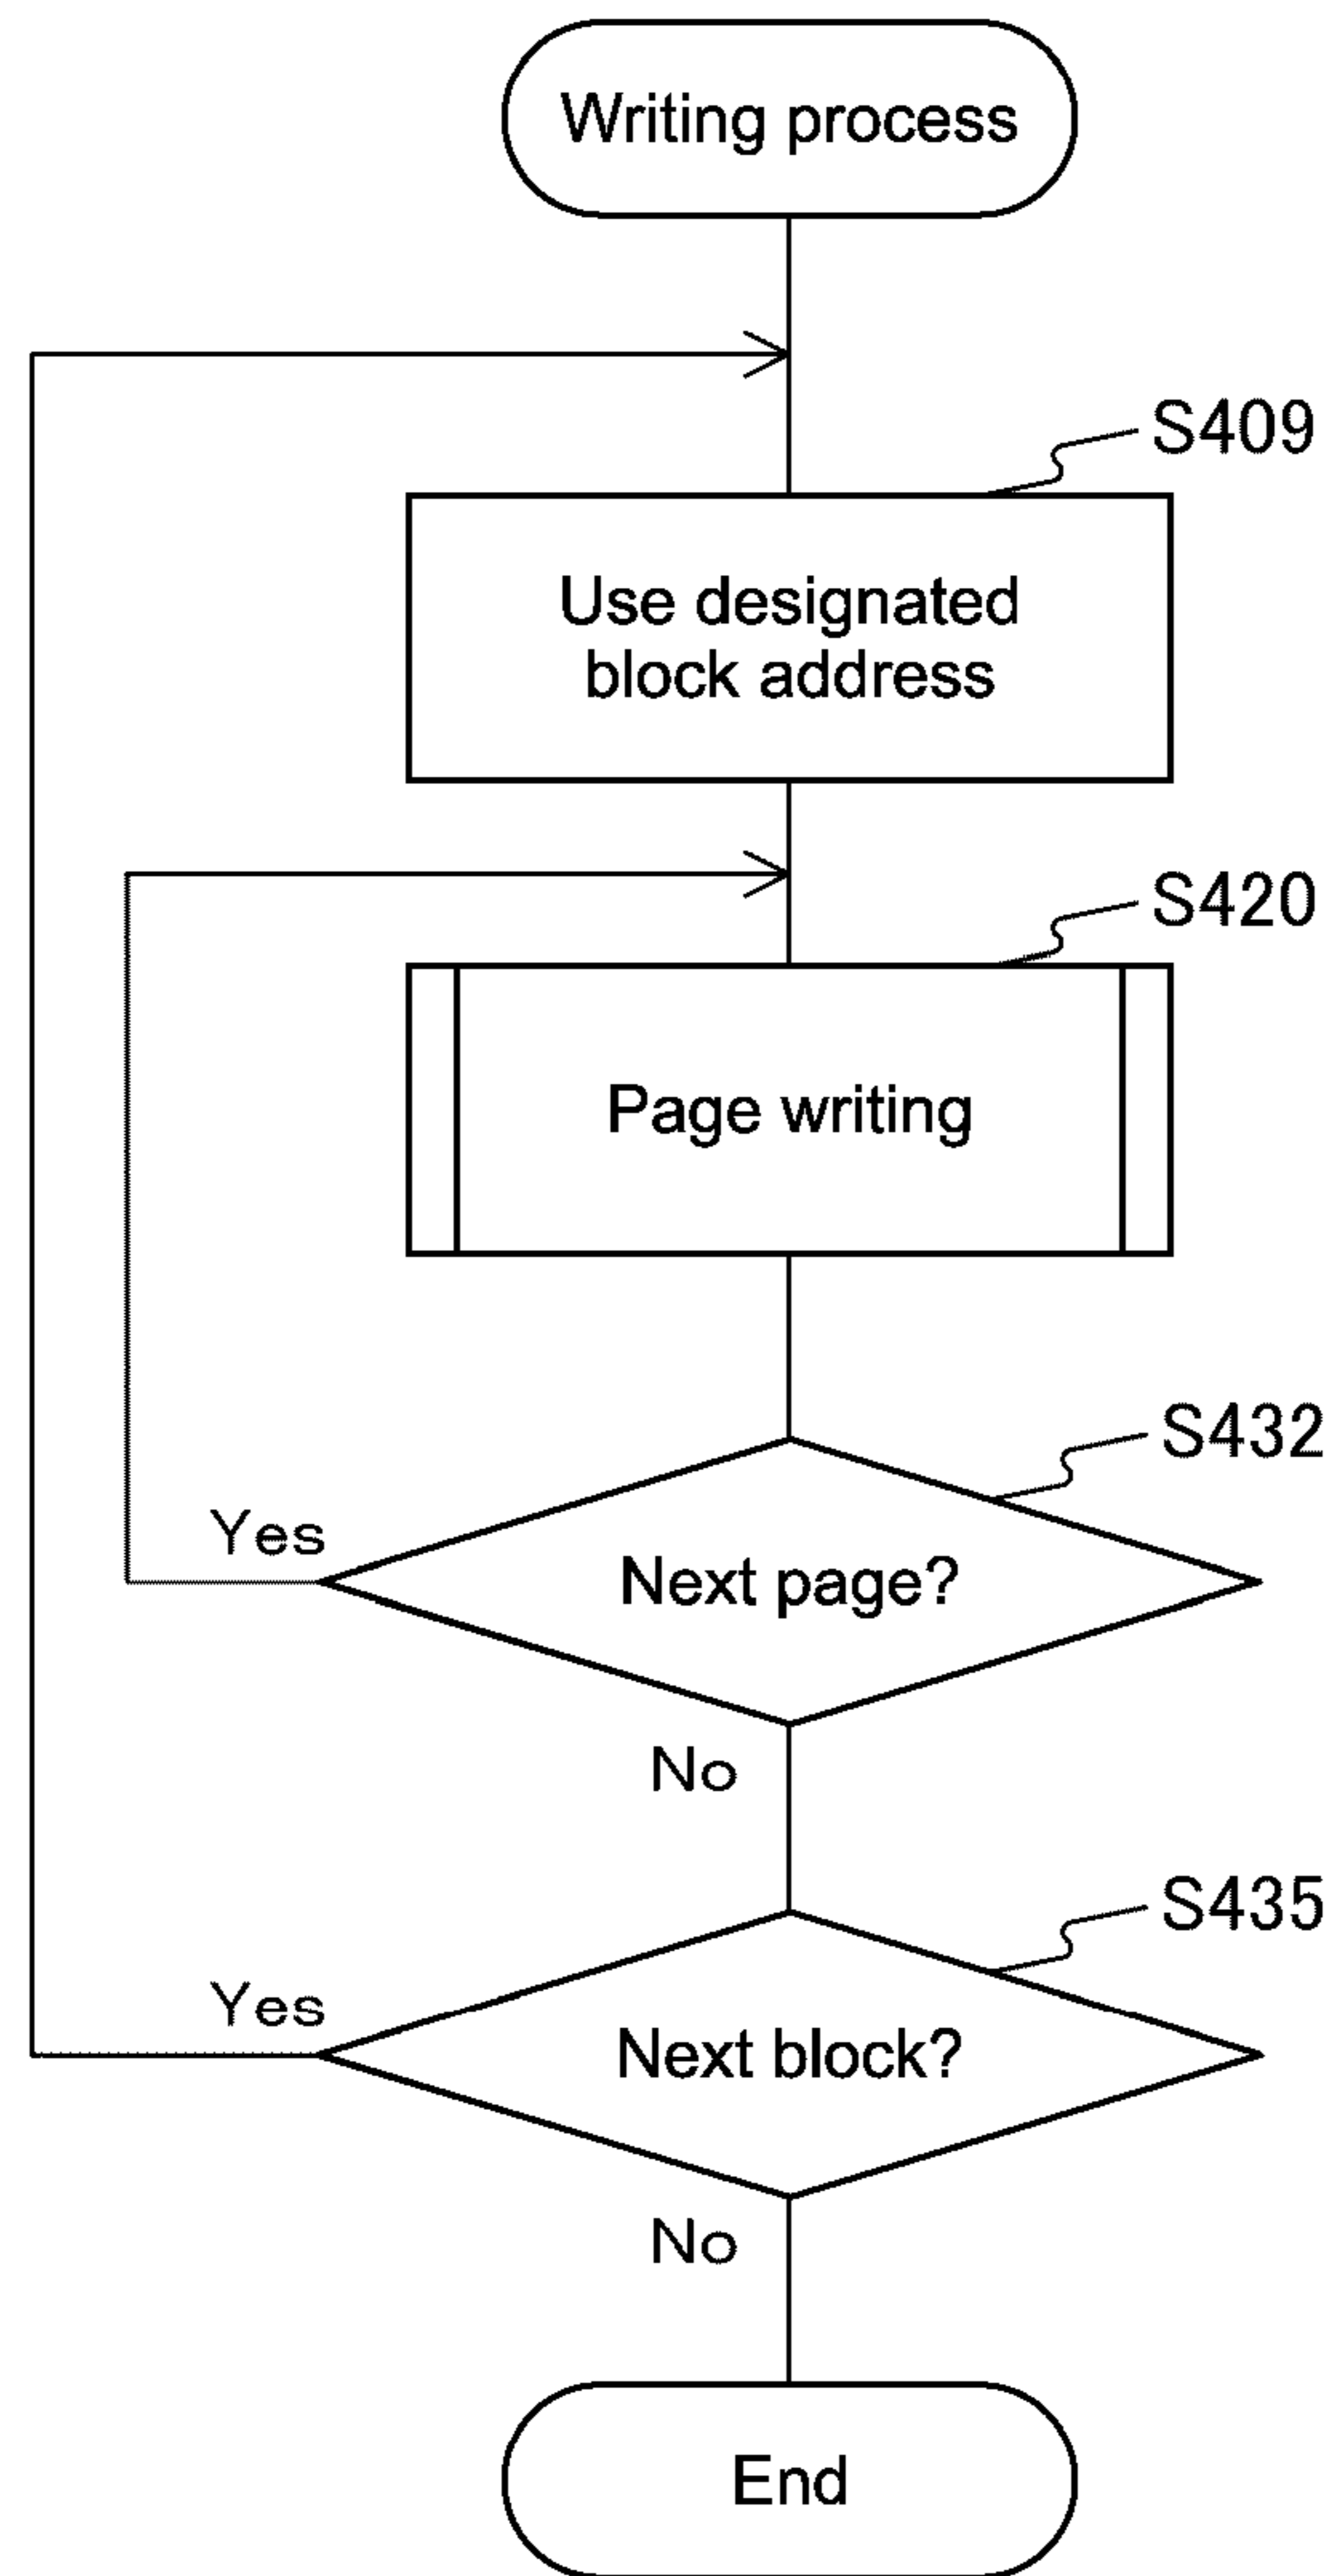 Writing process
S409
Use designated
block address
S420
Page writing
S432
Yes
Next page?
No
S435
Yes
Next block?
No
End